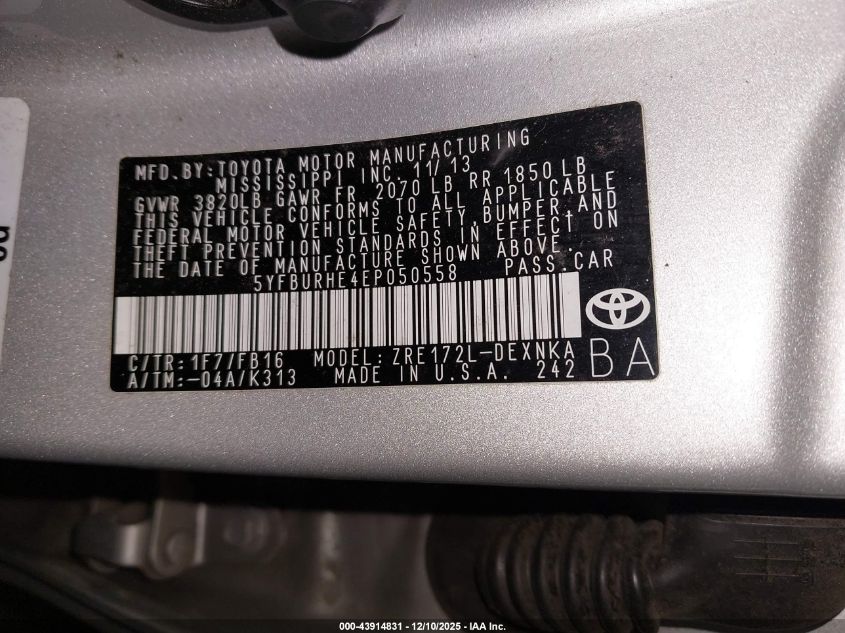 MFD.BY:TOYOTA MOTOR MANUFACTURING
MISSISSIPPI INC. 11/13
GVWR 3820LB GAWR FR 2070 LB RR 1850 LB
THIS VEHICLE CONFORMS TO ALL APPLICABLE
FEDERAL MOTOR VEHICLE SAFETY,BUMPER,AND
THEFT PREVENTION STANDARDS IN EFFECT ON
THE DATE OF MANUFACTURE SHOWN ABOVE.
5YFBURHE4EP050558 PASS.CAR
C/TR:1F7/FB16 MODEL:ZRE172L-DEXNKA
A/TM:-04A/K313 MADE IN U.S.A. 242
BA
000-43914831 - 12/10/2025 - IAA Inc.